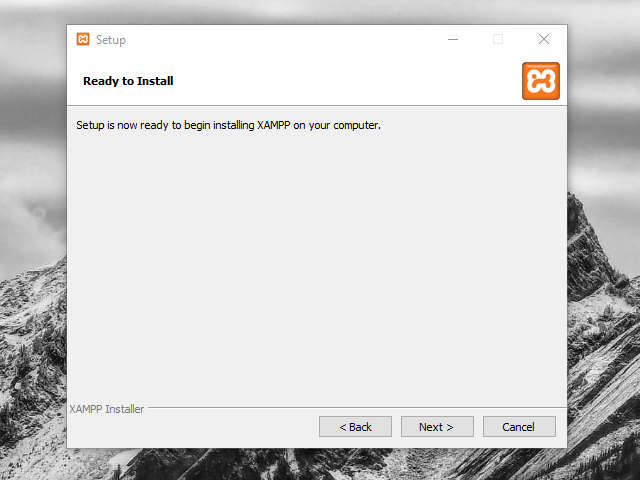 Setup
Ready to Install
Setup is now ready to begin installing XAMPP on your computer.
XAMPP Installer
< Back
Next >
Cancel